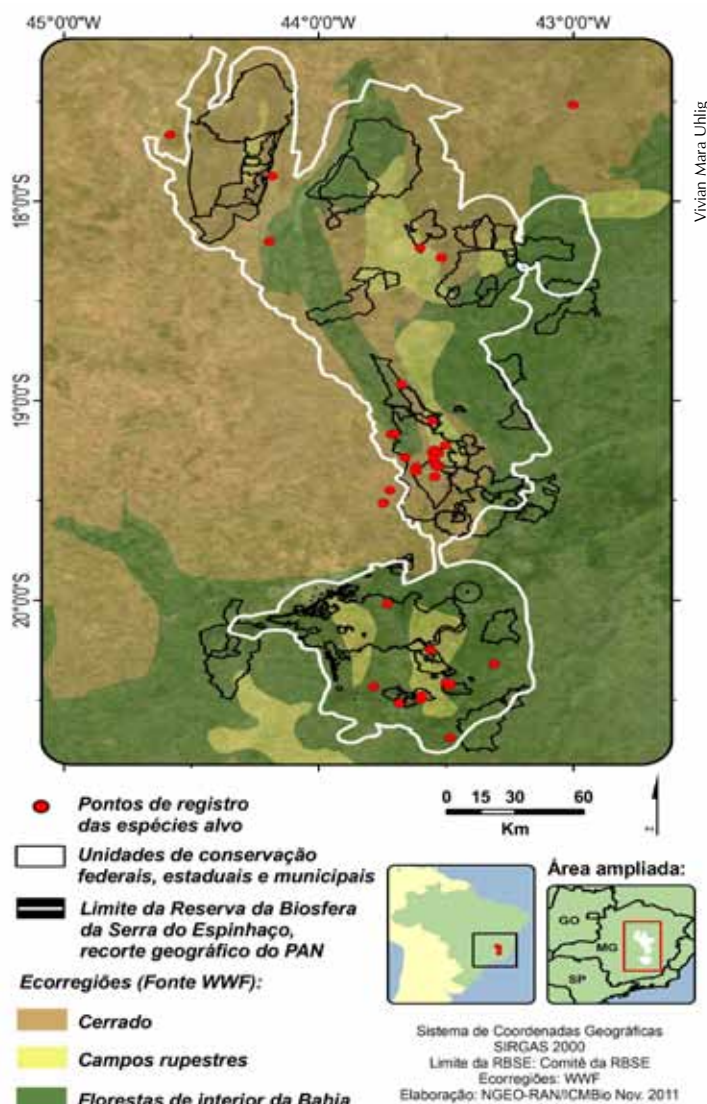 45°0'0"W
44°0'0"W
43°0'0"W
Vivian Mara Uhlig
18°0'0"S
19°0'0"S
20°0'0"S
Pontos de registro
das espécies alvo
Unidades de conservação
federais, estaduais e municipais
Limite da Reserva da Biosfera
da Serra do Espinhaço,
recorte geográfico do PAN
Ecorregiões (Fonte WWF):
Cerrado
Campos rupestres
Florestas de interior da Bahia
0 15 30 60
Km
Z
Área ampliada:
GO
MG
SP
Sistema de Coordenadas Geográficas
SIRGAS 2000
Limite da RBSE: Comitê da RBSE
Ecorregiões: WWF
Elaboração: NGEO-RAN/ICMBio Nov. 2011